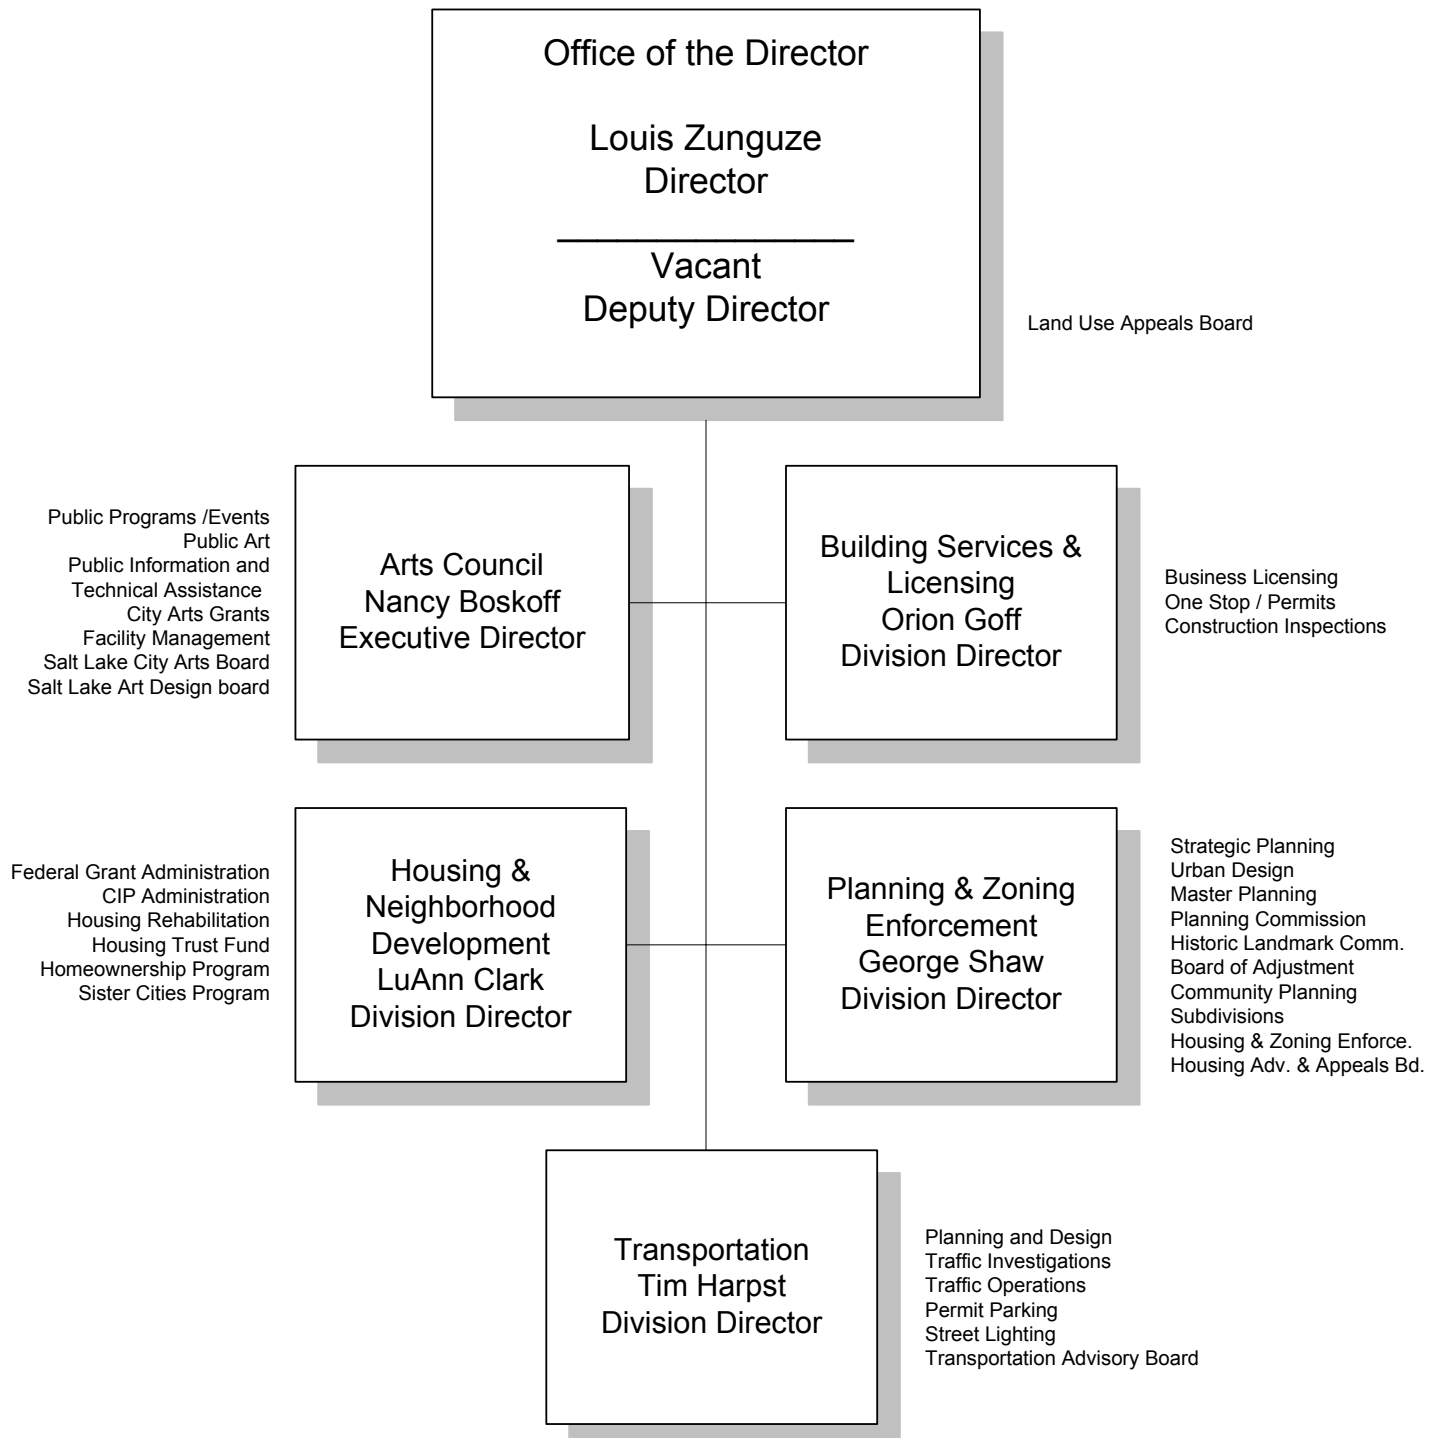 Office of the Director
Louis Zunguze
Director
Vacant
Deputy Director
Land Use Appeals Board
Public Programs /Events
Public Art
Public Information and
Technical Assistance
City Arts Grants
Facility Management
Salt Lake City Arts Board
Salt Lake Art Design board
Arts Council
Nancy Boskoff
Executive Director
Building Services &
Licensing
Orion Goff
Division Director
Business Licensing
One Stop / Permits
Construction Inspections
Federal Grant Administration
CIP Administration
Housing Rehabilitation
Housing Trust Fund
Homeownership Program
Sister Cities Program
Housing &
Neighborhood
Development
LuAnn Clark
Division Director
Planning & Zoning
Enforcement
George Shaw
Division Director
Strategic Planning
Urban Design
Master Planning
Planning Commission
Historic Landmark Comm.
Board of Adjustment
Community Planning
Subdivisions
Housing & Zoning Enforce.
Housing Adv. & Appeals Bd.
Transportation
Tim Harpst
Division Director
Planning and Design
Traffic Investigations
Traffic Operations
Permit Parking
Street Lighting
Transportation Advisory Board